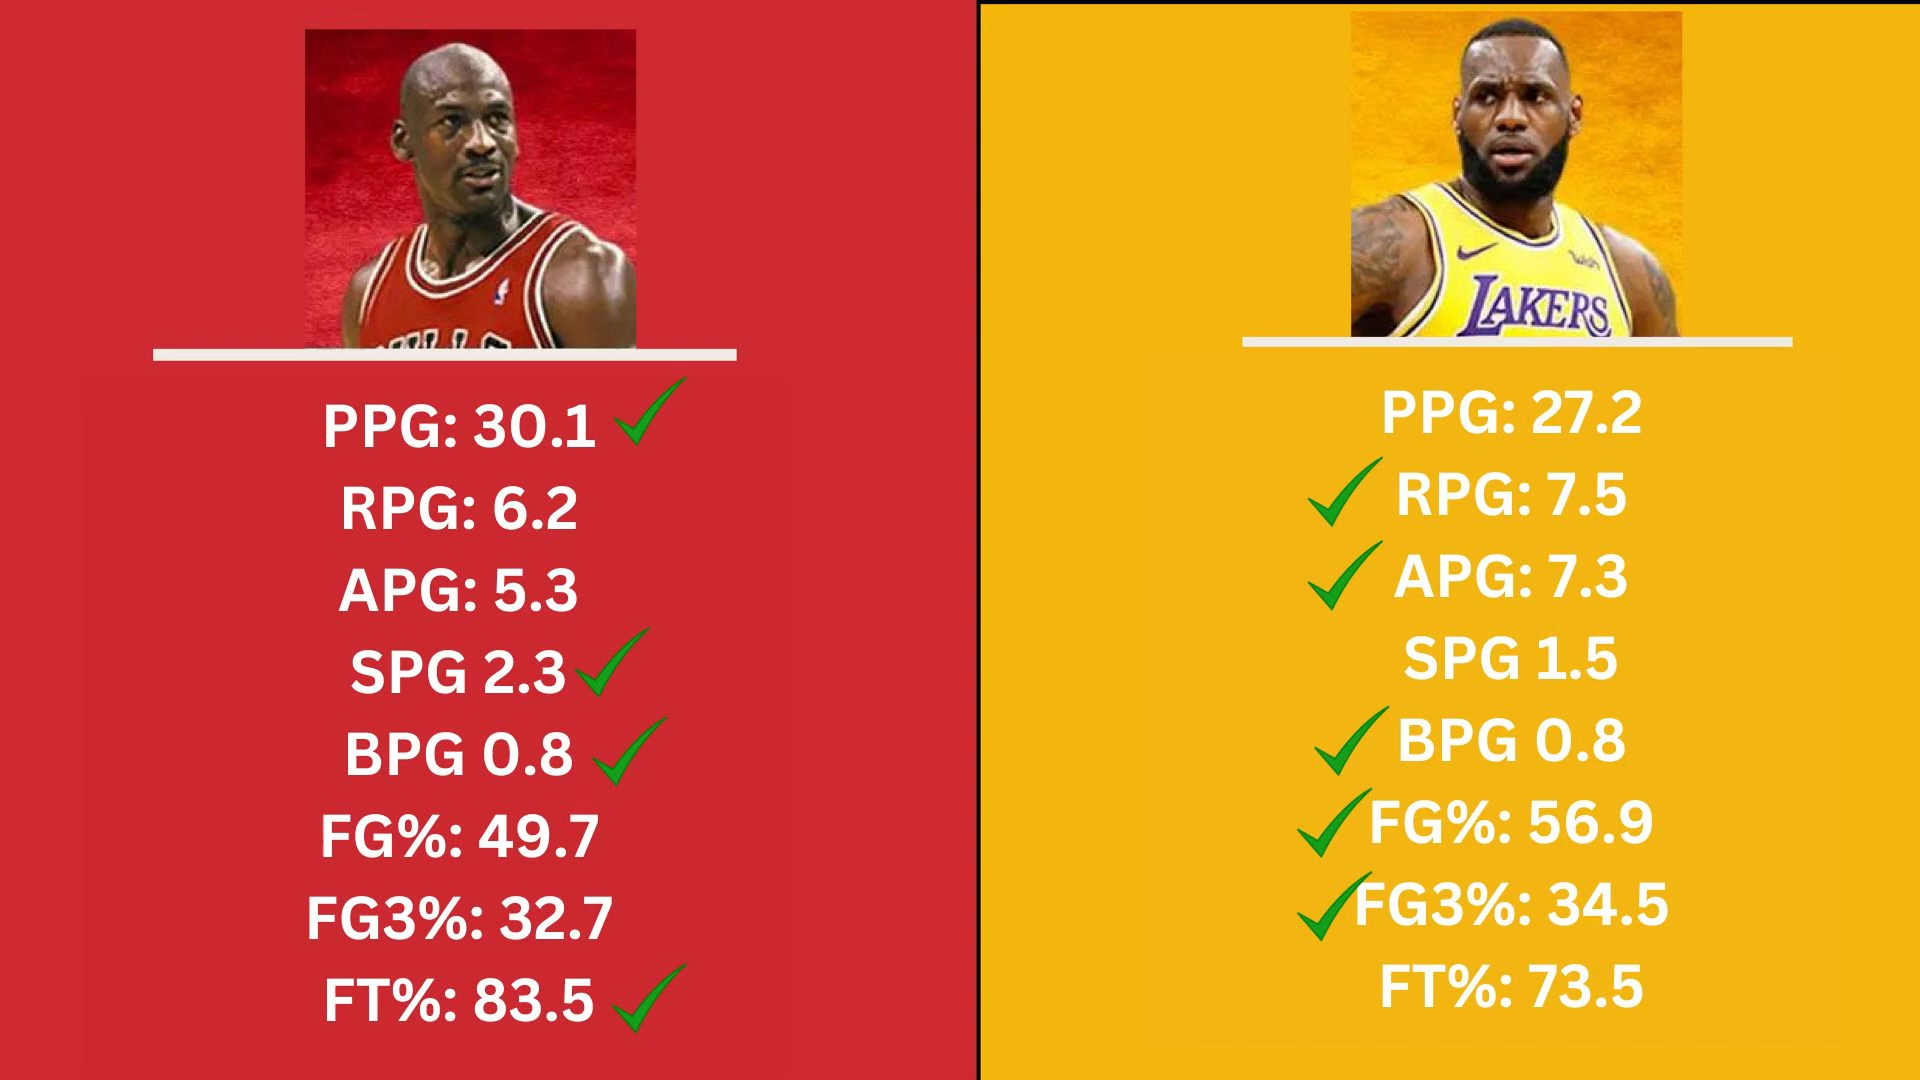 LAKERS
wish
PPG: 30.1
RPG: 6.2
APG: 5.3
SPG 2.3
BPG 0.8
FG%: 49.7
FG3%: 32.7
FT%: 83.5
PPG: 27.2
RPG: 7.5
APG: 7.3
SPG 1.5
BPG 0.8
FG%: 56.9
FG3%: 34.5
FT%: 73.5